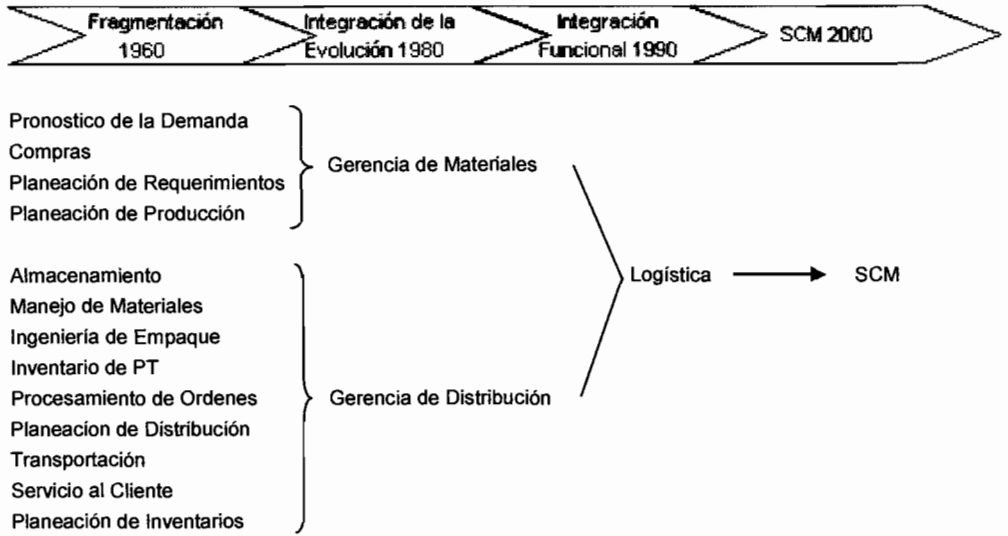 Fragmentación
1960
Integración de la
Evolución 1980
Integración
Funcional 1990
SCM 2000
Pronostico de la Demanda
Compras
Planeación de Requerimientos
Planeación de Producción
Gerencia de Materiales
Almacenamiento
Manejo de Materiales
Ingeniería de Empaque
Inventario de PT
Procesamiento de Ordenes
Planeacion de Distribución
Transportación
Servicio al Cliente
Planeación de Inventarios
Gerencia de Distribución
Logística
SCM